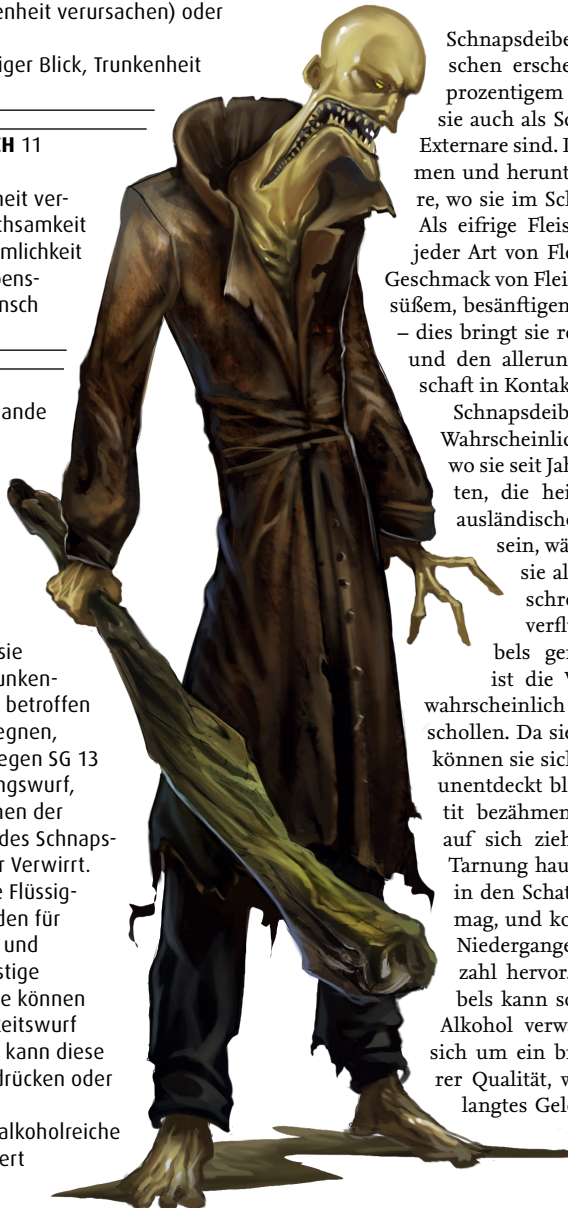 enheit verursachen) oder
iger Blick, Trunkenheit
CH 11
heit ver-
chsamkeit
mlichkeit
bens-
nsch
ande
sie
unken-
betroffen
egnen,
egen SG 13
ngswurf,
nen der
des Schnaps-
r Verwirrt.
e Flüssig-
den für
und
stige
e können
keitswurf
kann diese
drücken oder
alkoholreiche
ert
Schnapsdeibe
schen ersche
prozentigem
sie auch als Sc
Externare sind. I
men und herunt
re, wo sie im Sch
Als eifrige Fleis
jeder Art von Fle
Geschmack von Flei
süßem, besänftigen
– dies bringt sie re
und den allerun
schaft in Kontak
Schnapsdeib
Wahrscheinlic
wo sie seit Jah
ten, die hei
ausländische
sein, wä
sie al
schre
verflu
bels ger
ist die V
wahrscheinlich
schollen. Da sie
können sie sich
unentdeckt bl
tit bezähmen
auf sich zieh
Tarnung hau
in den Schat
mag, und ko
Niedergange
zahl hervor.
bels kann so
Alkohol verwa
sich um ein br
rer Qualität, w
langtes Gel